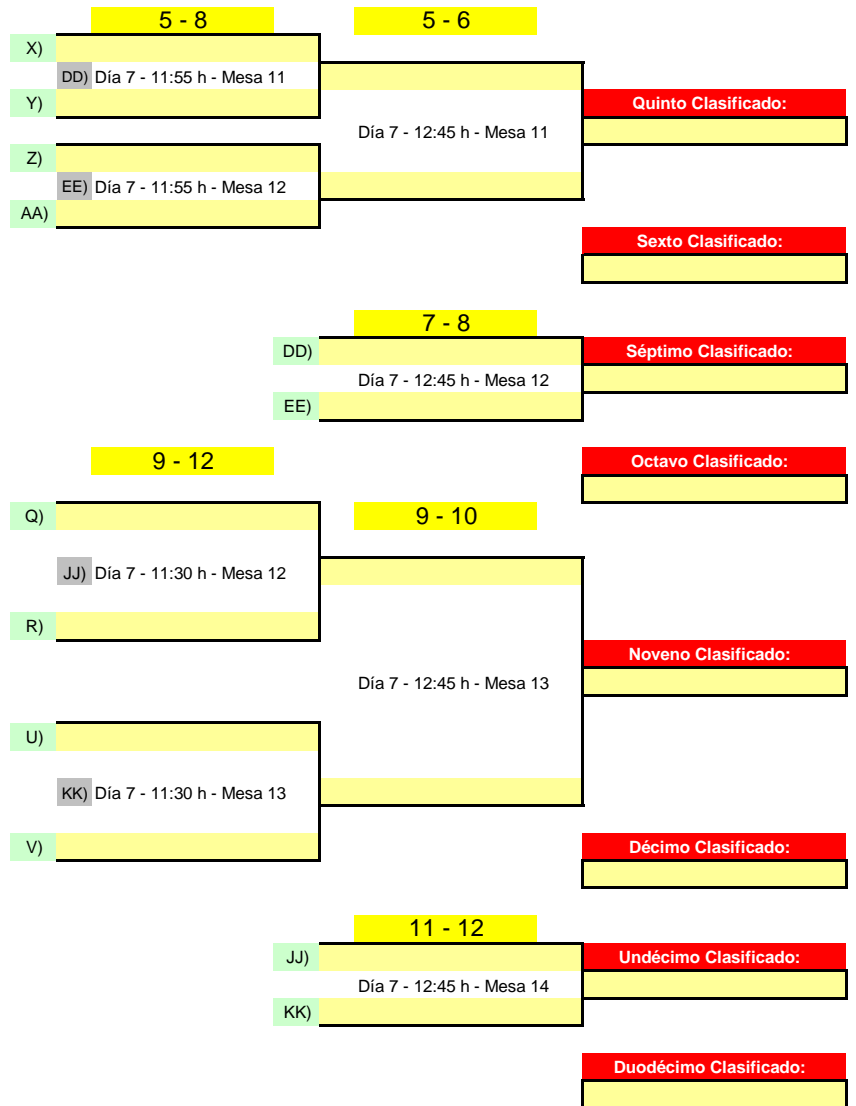 5 - 8 5 - 6
X)
DD) Día 7 - 11:55 h - Mesa 11
Y) Quinto Clasificado:
Día 7 - 12:45 h - Mesa 11
Z)
EE) Día 7 - 11:55 h - Mesa 12
AA)
Sexto Clasificado:
7 - 8
DD) Séptimo Clasificado:
Día 7 - 12:45 h - Mesa 12
EE)
9 - 12 Octavo Clasificado:
Q) 9 - 10
JJ) Día 7 - 11:30 h - Mesa 12
R)
Noveno Clasificado:
Día 7 - 12:45 h - Mesa 13
U)
KK) Día 7 - 11:30 h - Mesa 13
V) Décimo Clasificado:
11 - 12
JJ) Undécimo Clasificado:
Día 7 - 12:45 h - Mesa 14
KK)
Duodécimo Clasificado: